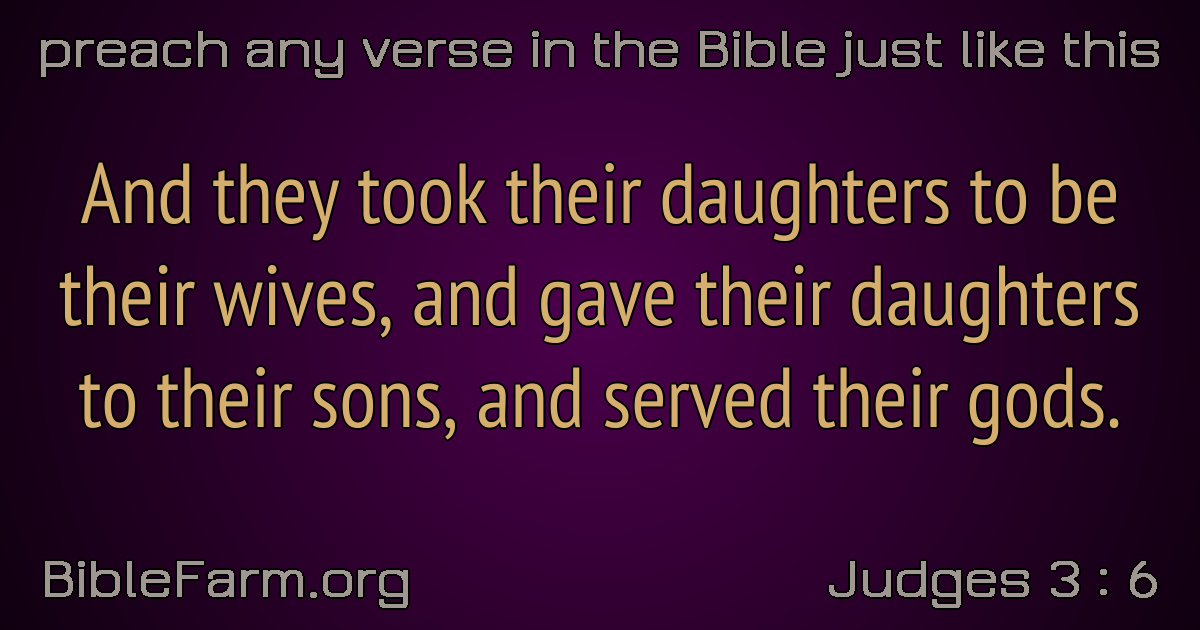 preach any verse in the Bible just like this
And they took their daughters to be
their wives, and gave their daughters
to their sons, and served their gods.
BibleFarm.org
Judges 3 : 6